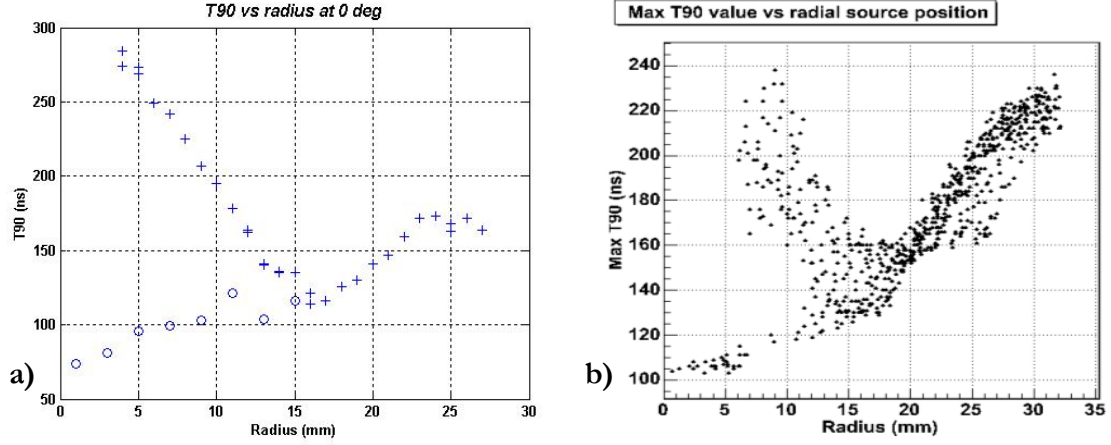 T90 vs radius at 0 deg
300
250
200
150
100
50
T90 (ns)
0 5 10 15 20 25 30
Radius (mm)
a)
Max T90 value vs radial source position
240
220
200
180
160
140
120
100
Max T90 (ns)
0 5 10 15 20 25 30 35
Radius (mm)
b)